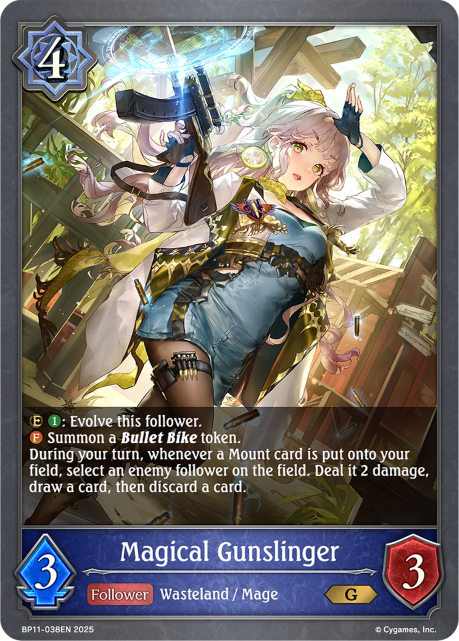 4
E 1: Evolve this follower.
F Summon a Bullet Bike token.
During your turn, whenever a Mount card is put onto your
field, select an enemy follower on the field. Deal it 2 damage,
draw a card, then discard a card.
Magical Gunslinger
3
Follower Wasteland / Mage
G
3
BP11-038EN 2025 © Cygames, Inc.